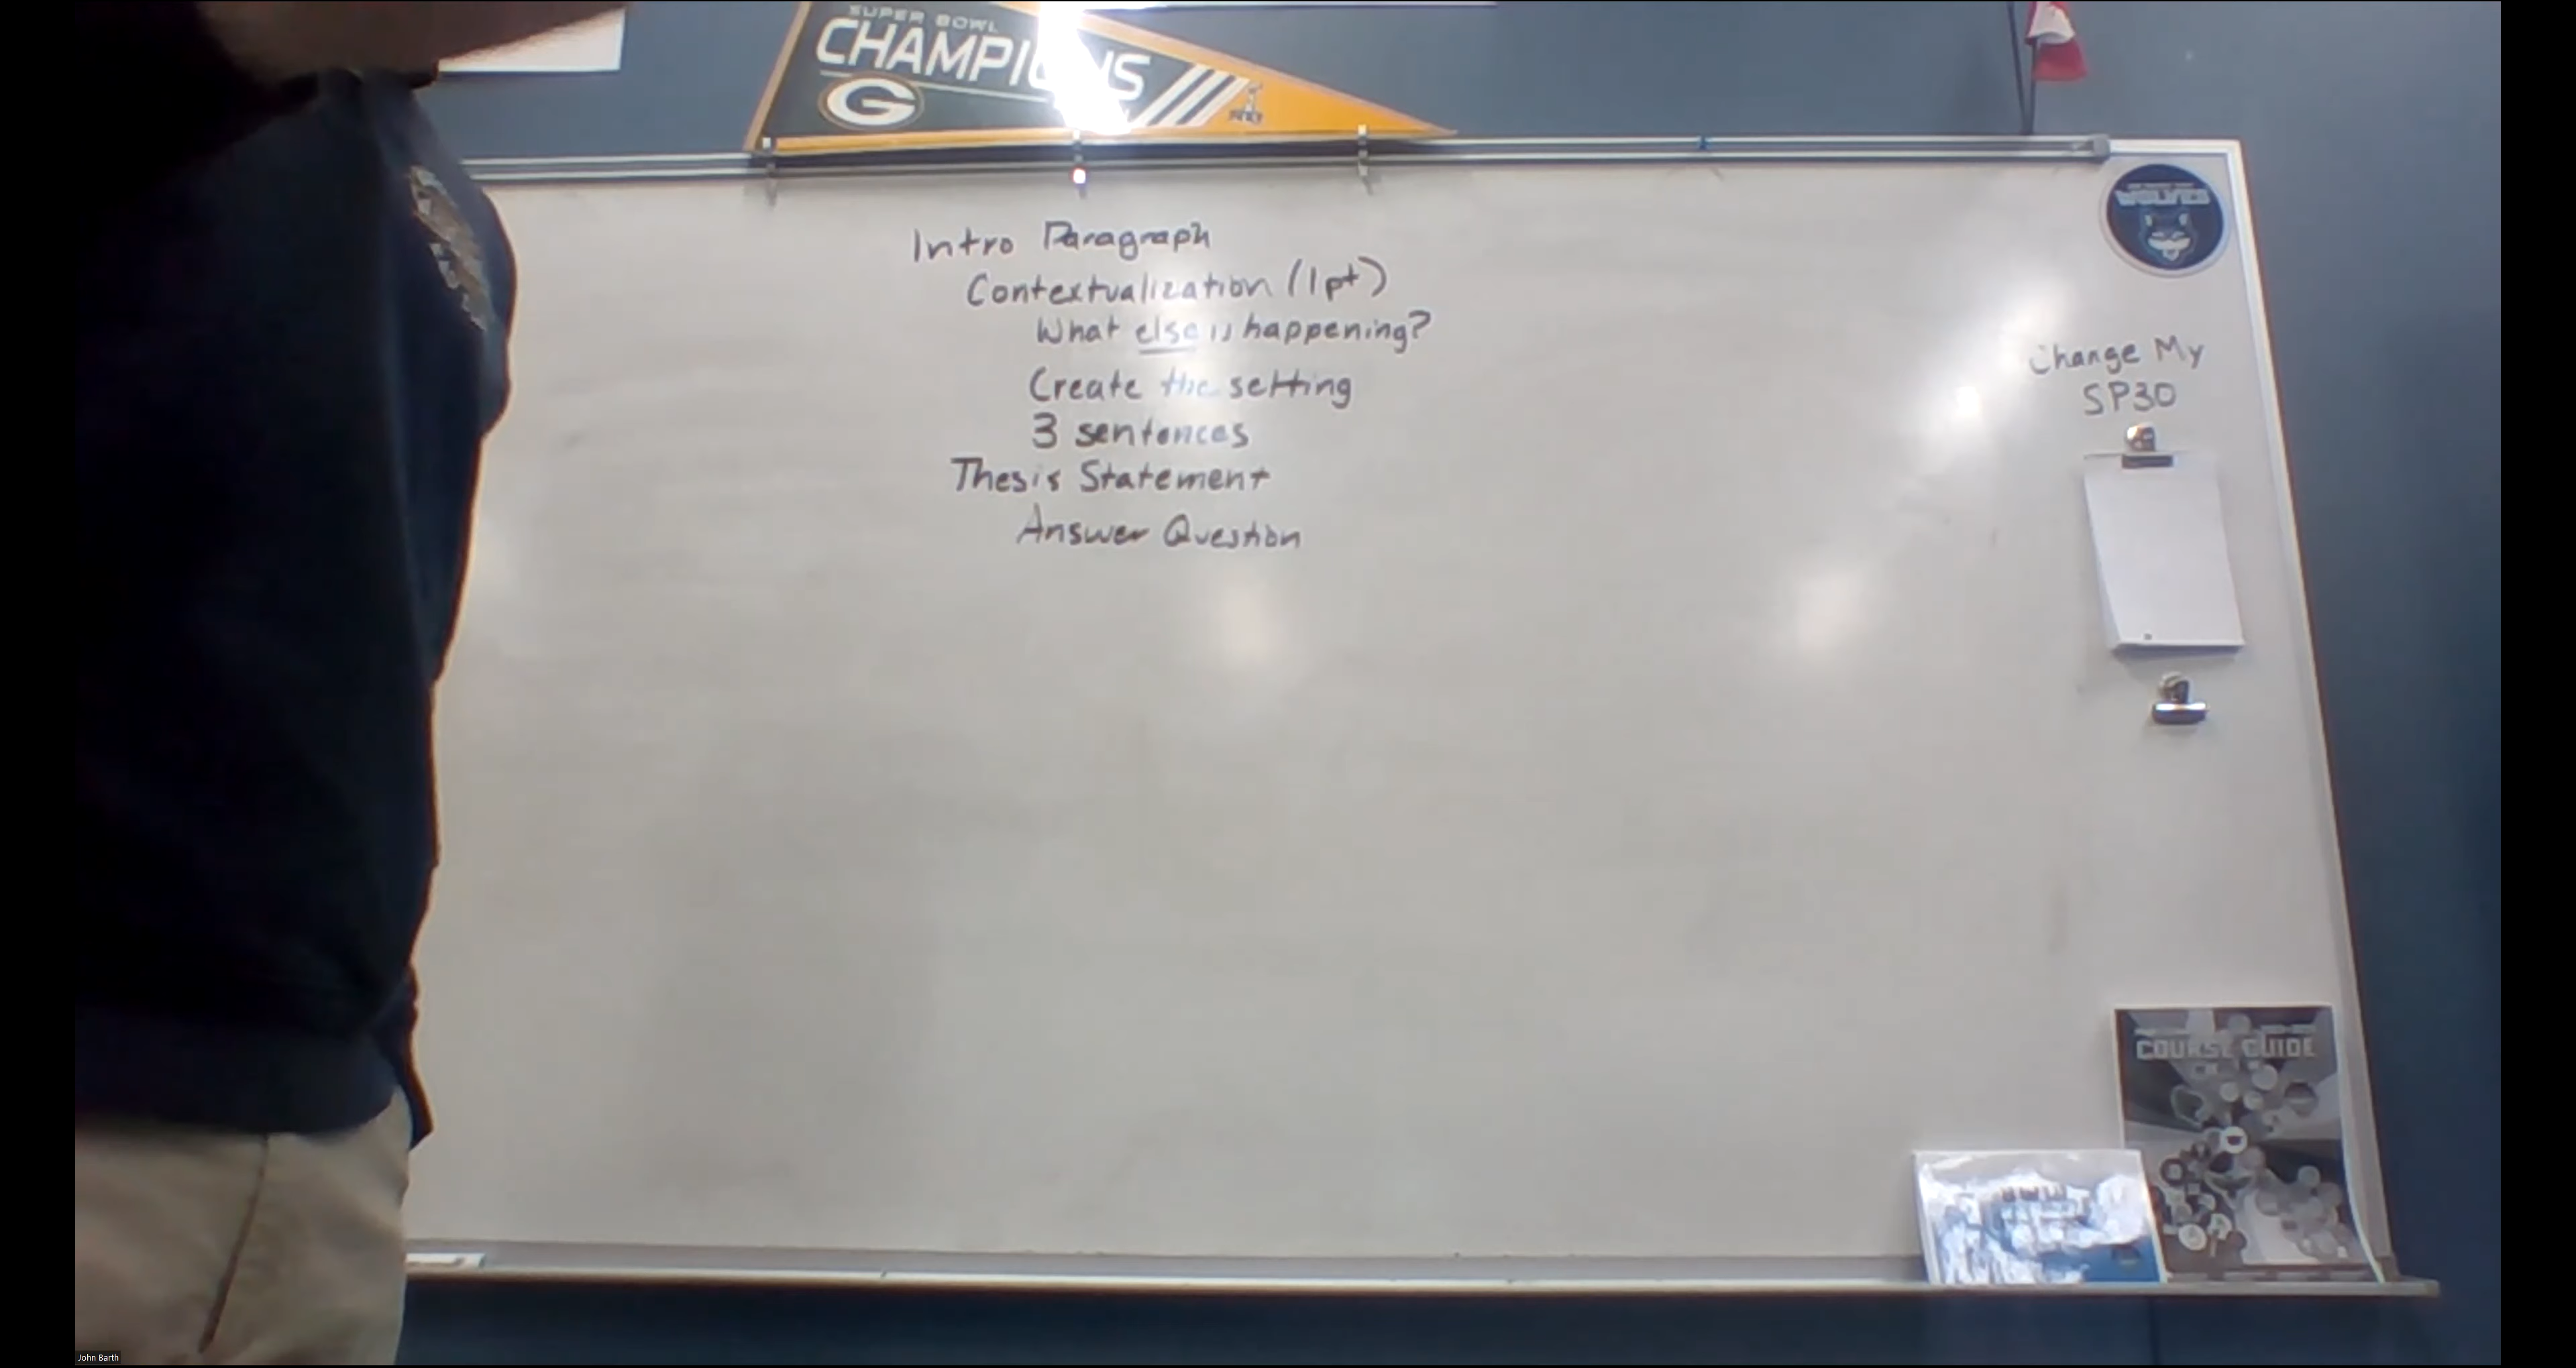 SUPER BOWL
CHAMPIONS
G
WOLVES
Intro Paragraph
Contextualization (1pt)
What else is happening?
Create the setting
3 sentences
Thesis Statement
Answer Question
Change My
SP30
COURSE GUIDE
John Barth